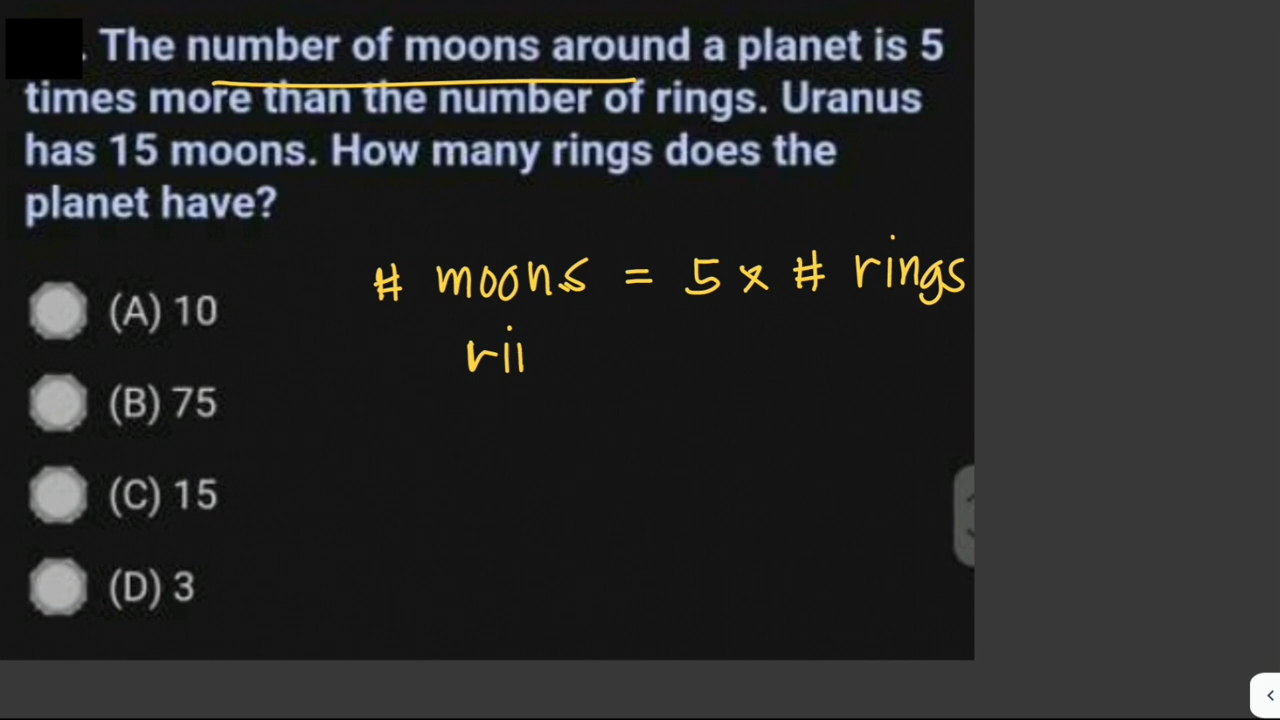 . The number of moons around a planet is 5
times more than the number of rings. Uranus
has 15 moons. How many rings does the
planet have?
# moons = 5 x # rings
rii
(A) 10
(B) 75
(C) 15
(D) 3